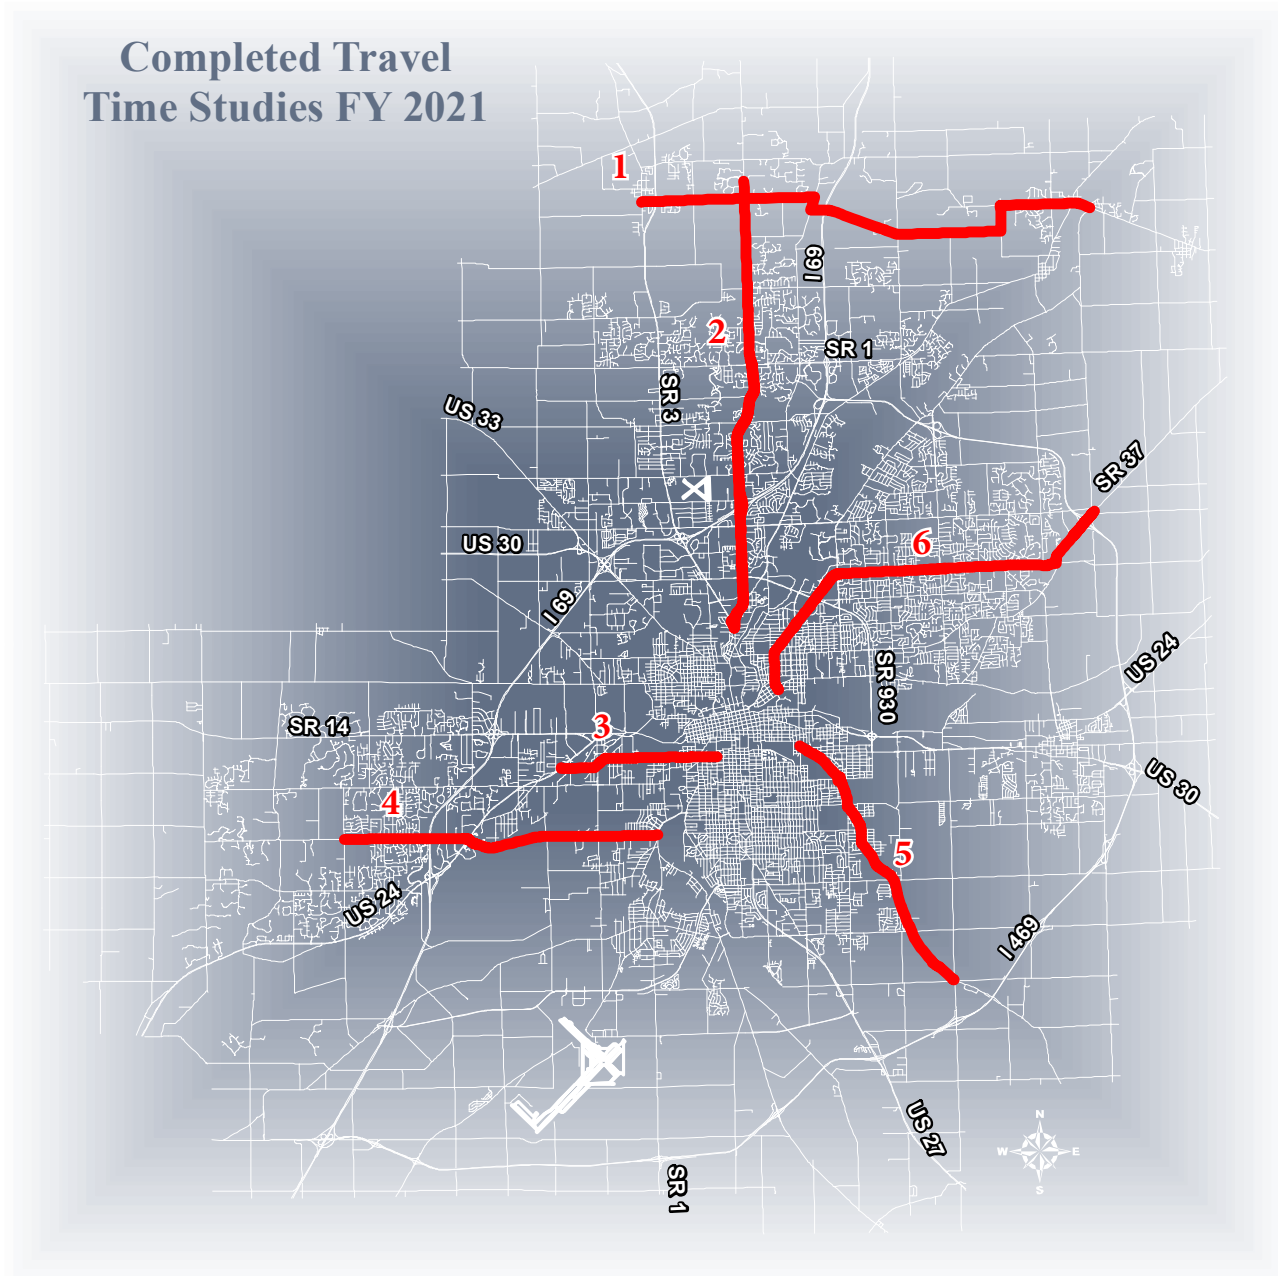 Completed Travel
Time Studies FY 2021
1
I 69
2
SR 1
SR 3
US 33
SR 37
US 30
6
I 69
US 24
SR 930
3
SR 14
US 30
4
5
US 24
I 469
US 27
N
W
E
S
SR 1